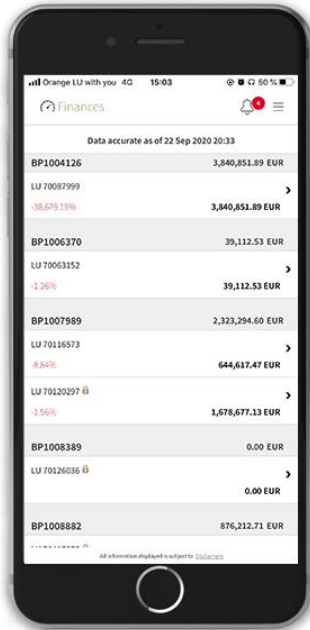 Orange LU with you 4G 15:03 50 %
Finances 4
Data accurate as of 22 Sep 2020 20:33
BP1004126 3,840,851.89 EUR
LU 70087999
-38,679.19% 3,840,851.89 EUR
BP1006370 39,112.53 EUR
LU 70063152
-1.26% 39,112.53 EUR
BP1007989 2,323,294.60 EUR
LU 70116573
-8.84% 644,617.47 EUR
LU 70120297
-1.56% 1,678,677.13 EUR
BP1008389 0.00 EUR
LU 70126036
0.00 EUR
BP1008882 876,212.71 EUR
All information displayed is subject to Disclaimers